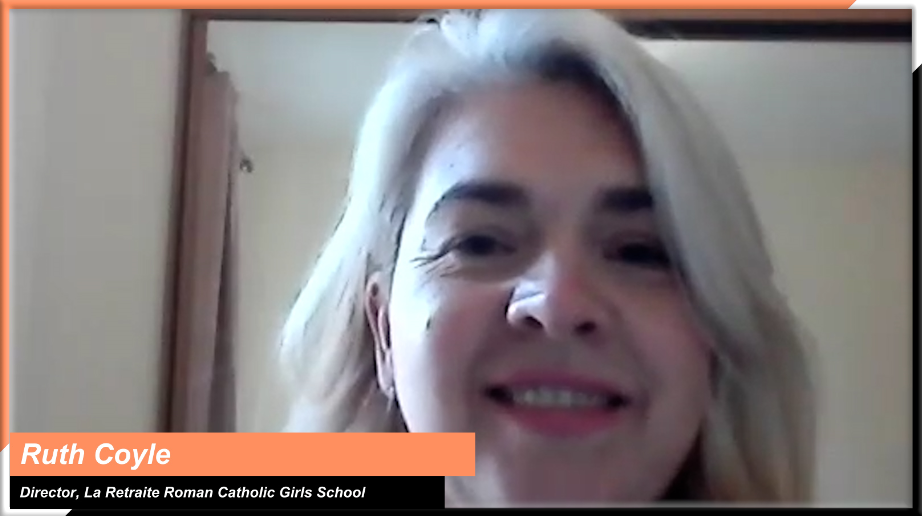 Ruth Coyle
Director, La Retraite Roman Catholic Girls School